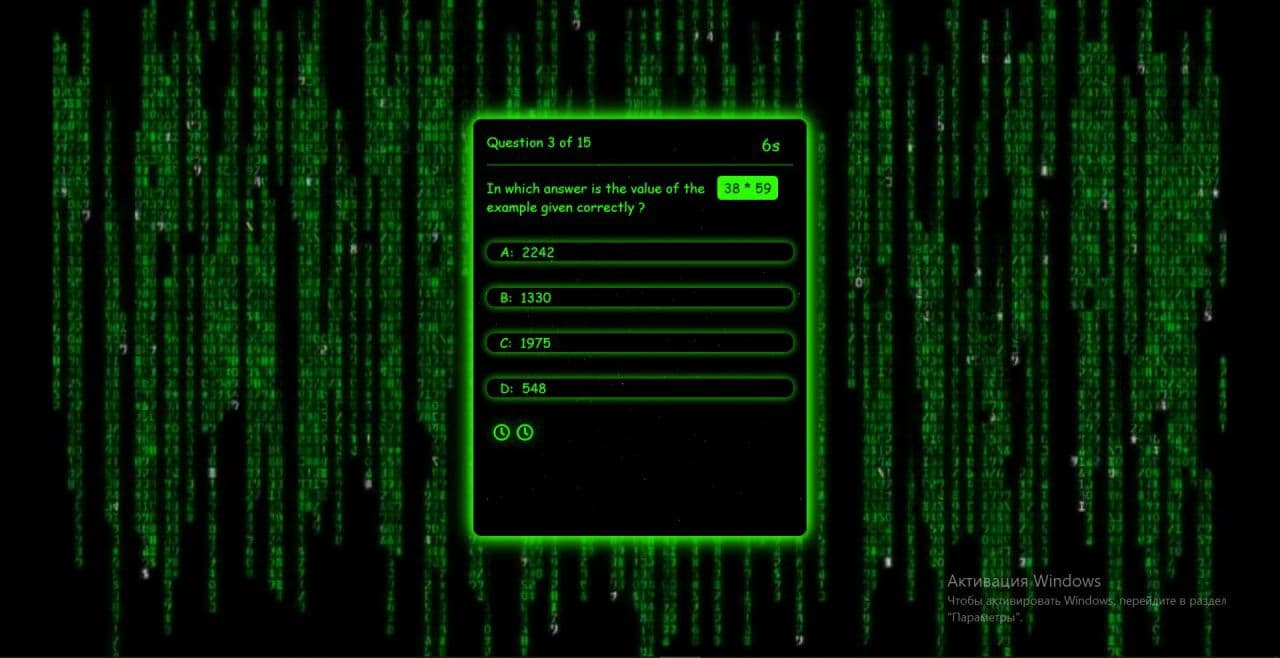 Question 3 of 15
6s
In which answer is the value of the 38 * 59
example given correctly ?
A: 2242
B: 1330
C: 1975
D: 548
Активация Windows
Чтобы активировать Windows, перейдите в раздел
"Параметры".